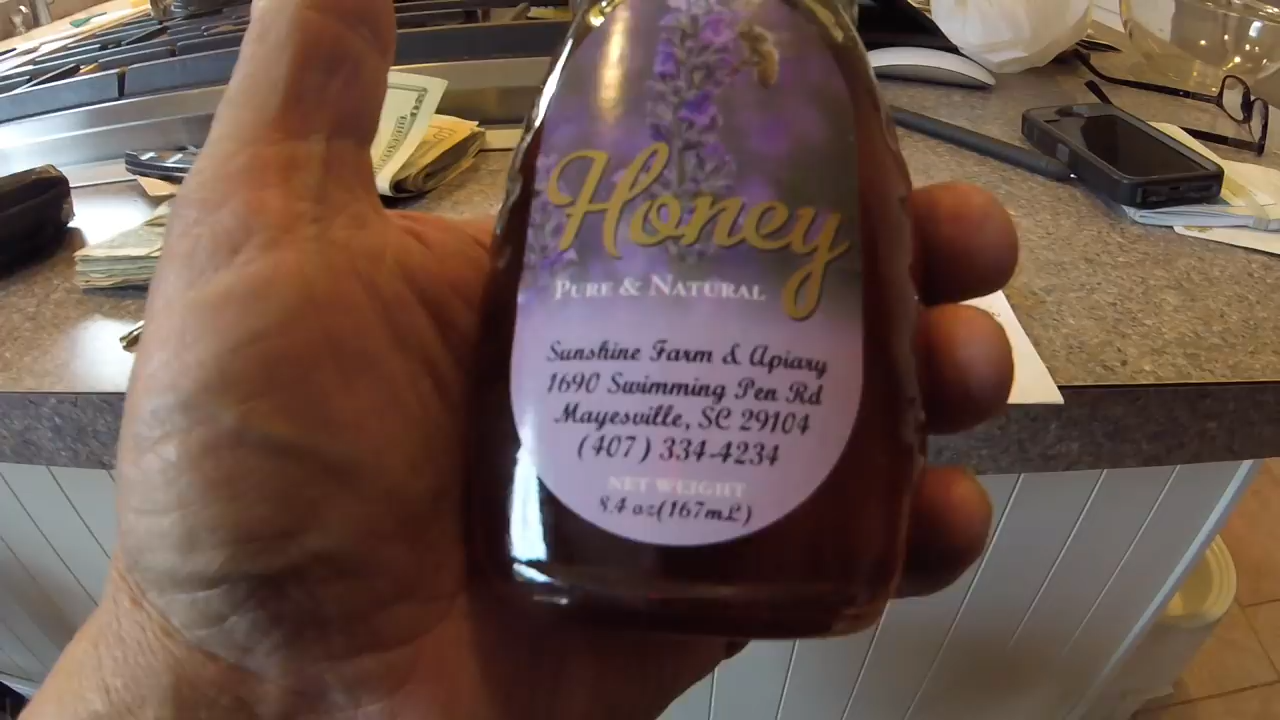 Honey
PURE & NATURAL
Sunshine Farm & Apiary
1690 Swimming Pen Rd
Mayesville, SC 29104
(407) 334-4234
NET WEIGHT
8.4 oz(167mL)